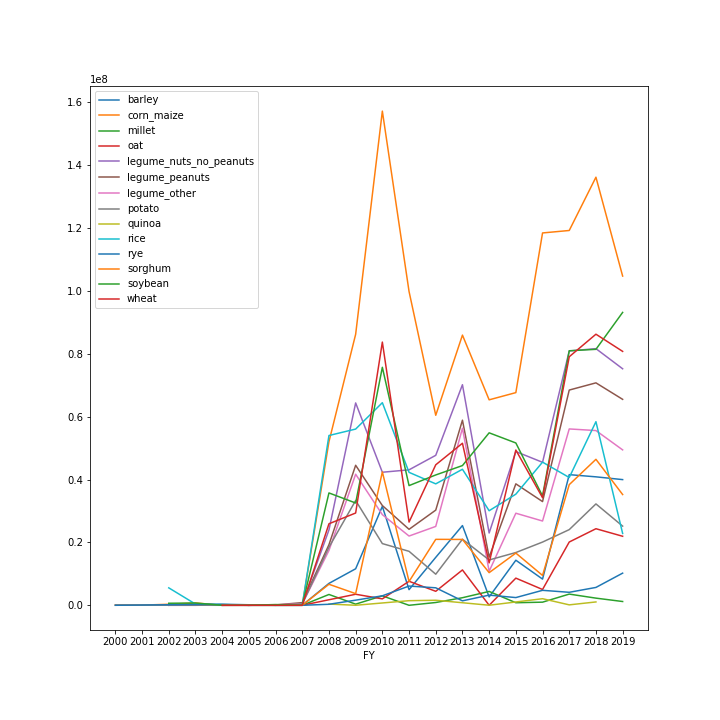 1e8
1.6
1.4
1.2
1.0
0.8
0.6
0.4
0.2
0.0
barley
corn_maize
millet
oat
legume_nuts_no_peanuts
legume_peanuts
legume_other
potato
quinoa
rice
rye
sorghum
soybean
wheat
2000 2001 2002 2003 2004 2005 2006 2007 2008 2009 2010 2011 2012 2013 2014 2015 2016 2017 2018 2019
FY